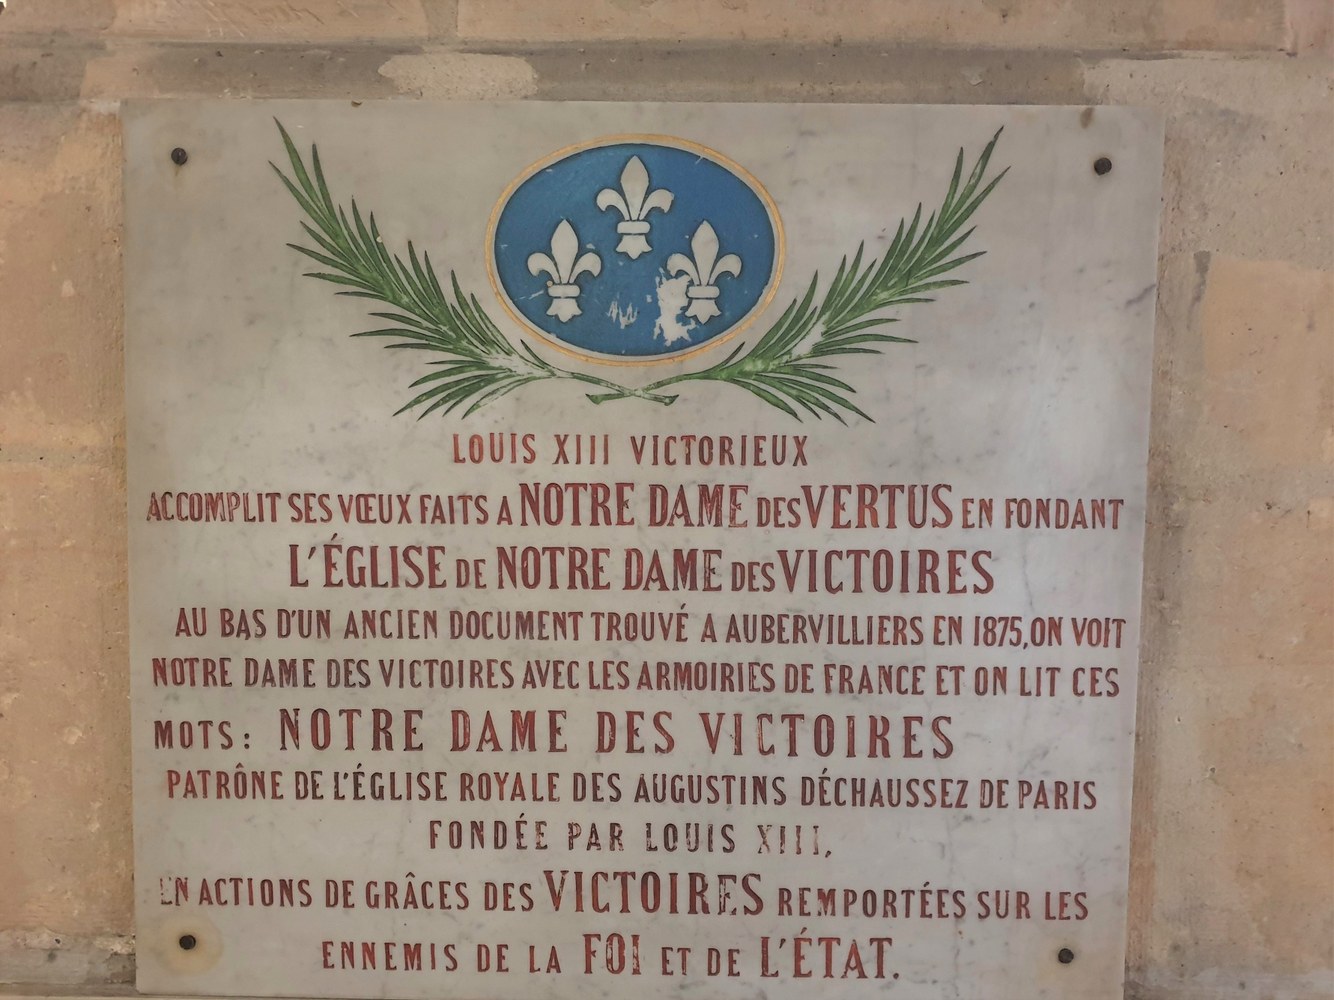 LOUIS XIII VICTORIEUX
ACCOMPLIT SES VŒUX FAITS A NOTRE DAME DES VERTUS EN FONDANT
L'ÉGLISE DE NOTRE DAME DES VICTOIRES
AU BAS D'UN ANCIEN DOCUMENT TROUVÉ A AUBERVILLIERS EN 1875, ON VOIT
NOTRE DAME DES VICTOIRES AVEC LES ARMOIRIES DE FRANCE ET ON LIT CES
MOTS: NOTRE DAME DES VICTOIRES
PATRÔNE DE L'ÉGLISE ROYALE DES AUGUSTINS DÉCHAUSSEZ DE PARIS
FONDÉE PAR LOUIS XIII,
EN ACTIONS DE GRÂCES DES VICTOIRES REMPORTÉES SUR LES
ENNEMIS DE LA FOI ET DE L'ÉTAT.